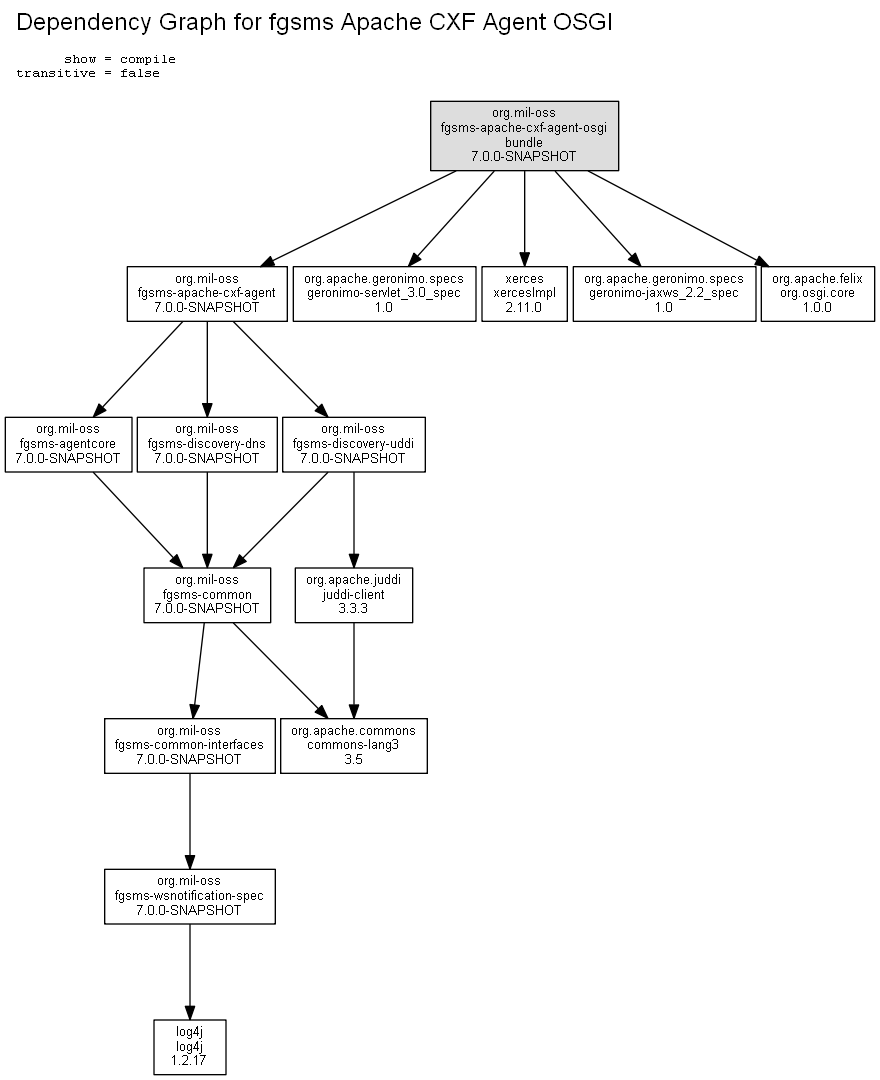 Dependency Graph for fgsms Apache CXF Agent OSGI
show = compile
transitive = false
org.mil-oss
fgsms-apache-cxf-agent-osgi
bundle
7.0.0-SNAPSHOT
org.mil-oss
fgsms-apache-cxf-agent
7.0.0-SNAPSHOT
org.apache.geronimo.specs
geronimo-servlet_3.0_spec
1.0
xerces
xercesImpl
2.11.0
org.apache.geronimo.specs
geronimo-jaxws_2.2_spec
1.0
org.apache.felix
org.osgi.core
1.0.0
org.mil-oss
fgsms-agentcore
7.0.0-SNAPSHOT
org.mil-oss
fgsms-discovery-dns
7.0.0-SNAPSHOT
org.mil-oss
fgsms-discovery-uddi
7.0.0-SNAPSHOT
org.mil-oss
fgsms-common
7.0.0-SNAPSHOT
org.apache.juddi
juddi-client
3.3.3
org.mil-oss
fgsms-common-interfaces
7.0.0-SNAPSHOT
org.apache.commons
commons-lang3
3.5
org.mil-oss
fgsms-wsnotification-spec
7.0.0-SNAPSHOT
log4j
log4j
1.2.17